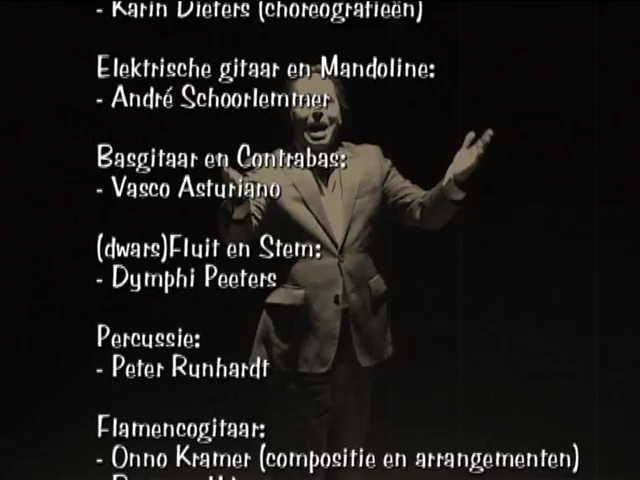 - Karin Dieters (choreografieën)
Elektrische gitaar en Mandoline:
- André Schoorlemmer
Basgitaar en Contrabas:
- Vasco Asturiano
(dwars)Fluit en Stem:
- Dymphi Peeters
Percussie:
- Peter Runhardt
Flamencogitaar:
- Onno Kramer (compositie en arrangementen)